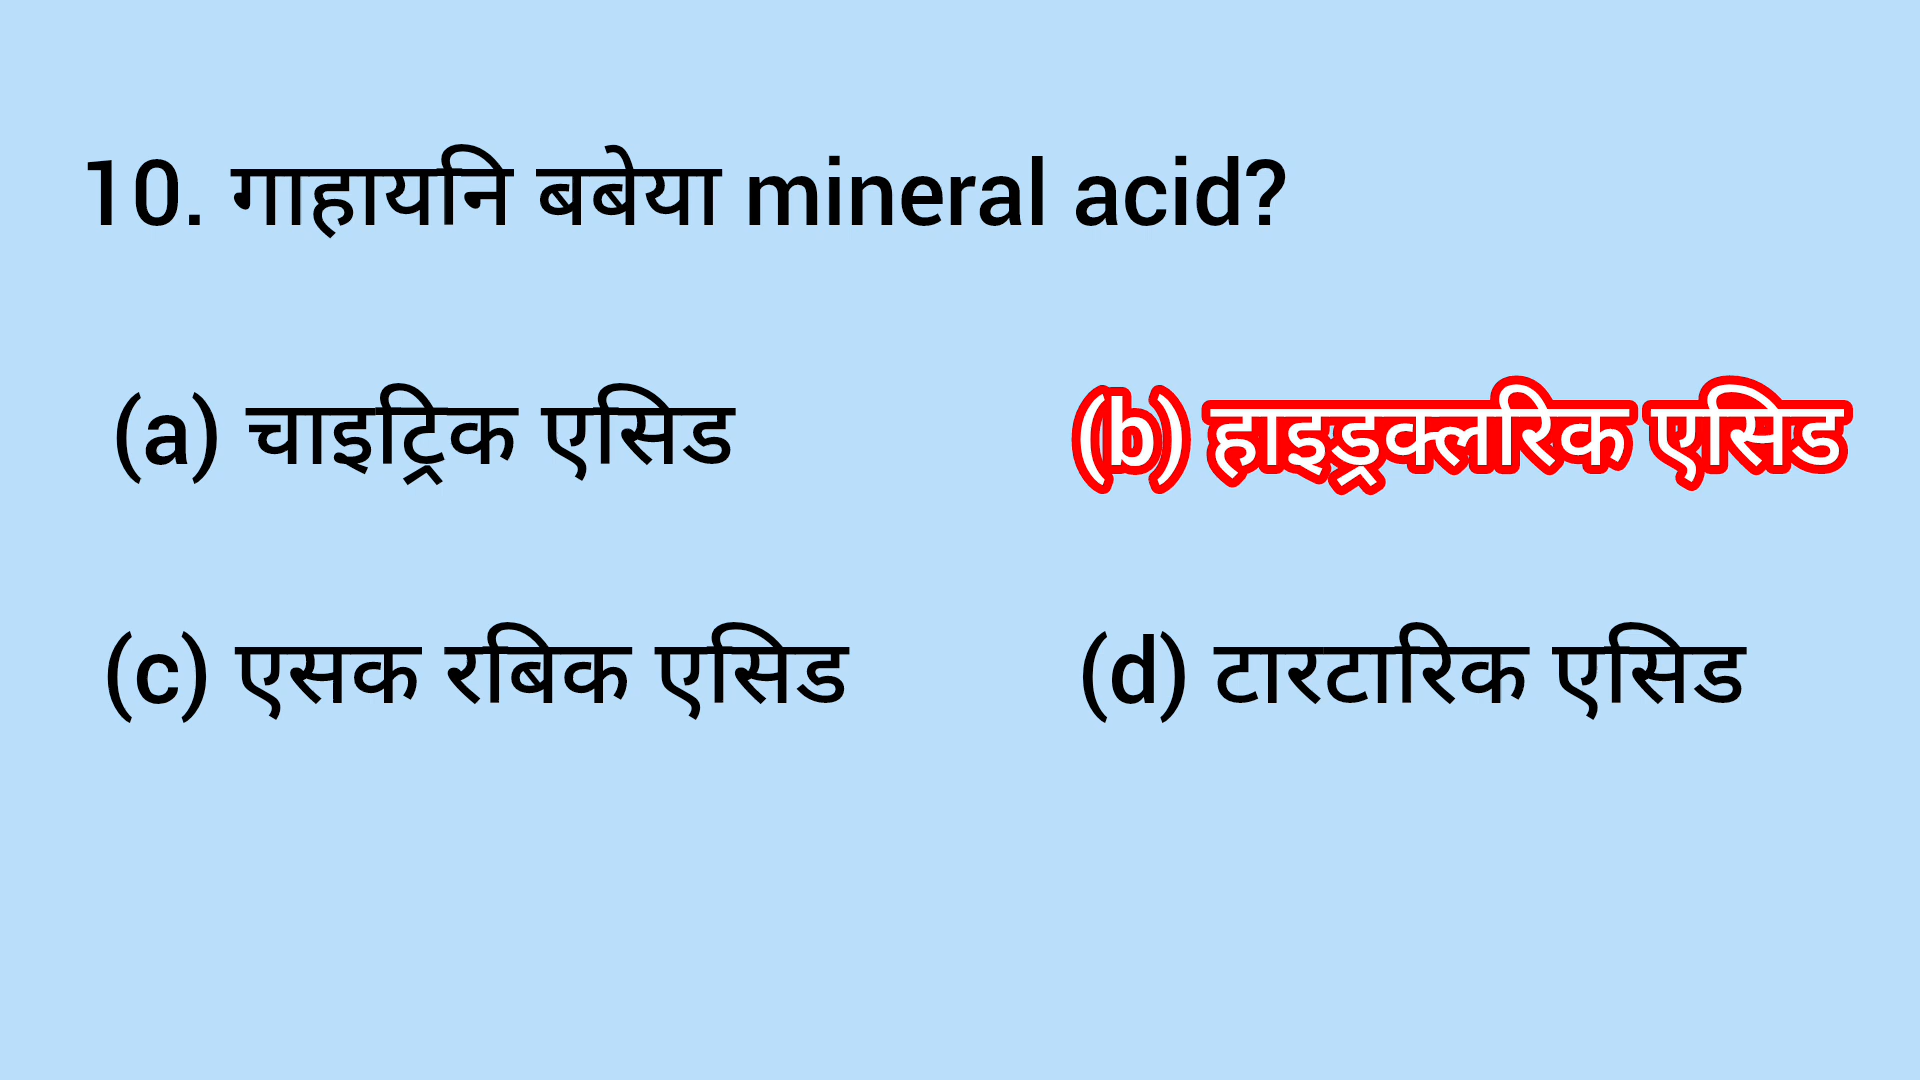 10. गाहायनि बबेया mineral acid?
(a) चाइट्रिक एसिड (b) हाइड्रक्लरिक एसिड
(c) एसक रबिक एसिड (d) टारटारिक एसिड